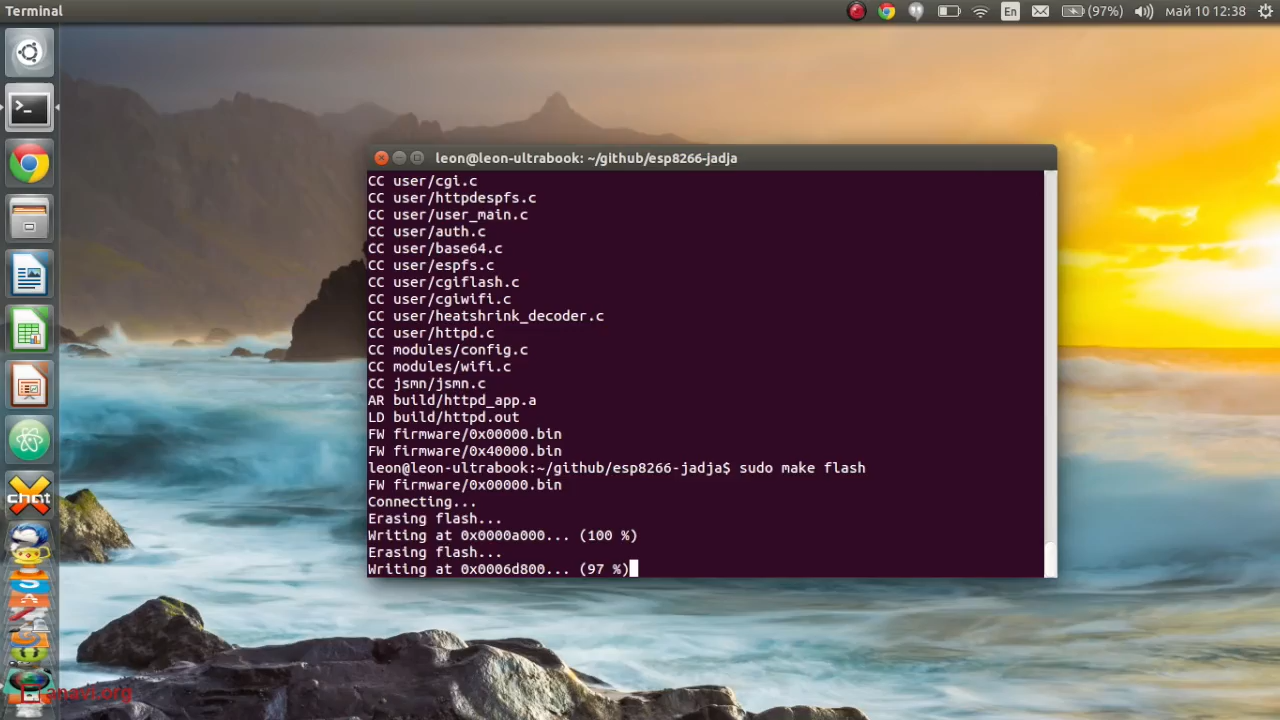 Terminal
En
(97%)
май 10 12:38
leon@leon-ultrabook: ~/github/esp8266-jadja
CC user/cgi.c
CC user/httpdespfs.c
CC user/user_main.c
CC user/auth.c
CC user/base64.c
CC user/espfs.c
CC user/cgiflash.c
CC user/cgiwifi.c
CC user/heatshrink_decoder.c
CC user/httpd.c
CC modules/config.c
CC modules/wifi.c
CC jsmn/jsmn.c
AR build/httpd_app.a
LD build/httpd.out
FW firmware/0x00000.bin
FW firmware/0x40000.bin
leon@leon-ultrabook:~/github/esp8266-jadja$ sudo make flash
FW firmware/0x00000.bin
Connecting...
Erasing flash...
Writing at 0x0000a000... (100 %)
Erasing flash...
Writing at 0x0006d800... (97 %)
chat
anavi.org